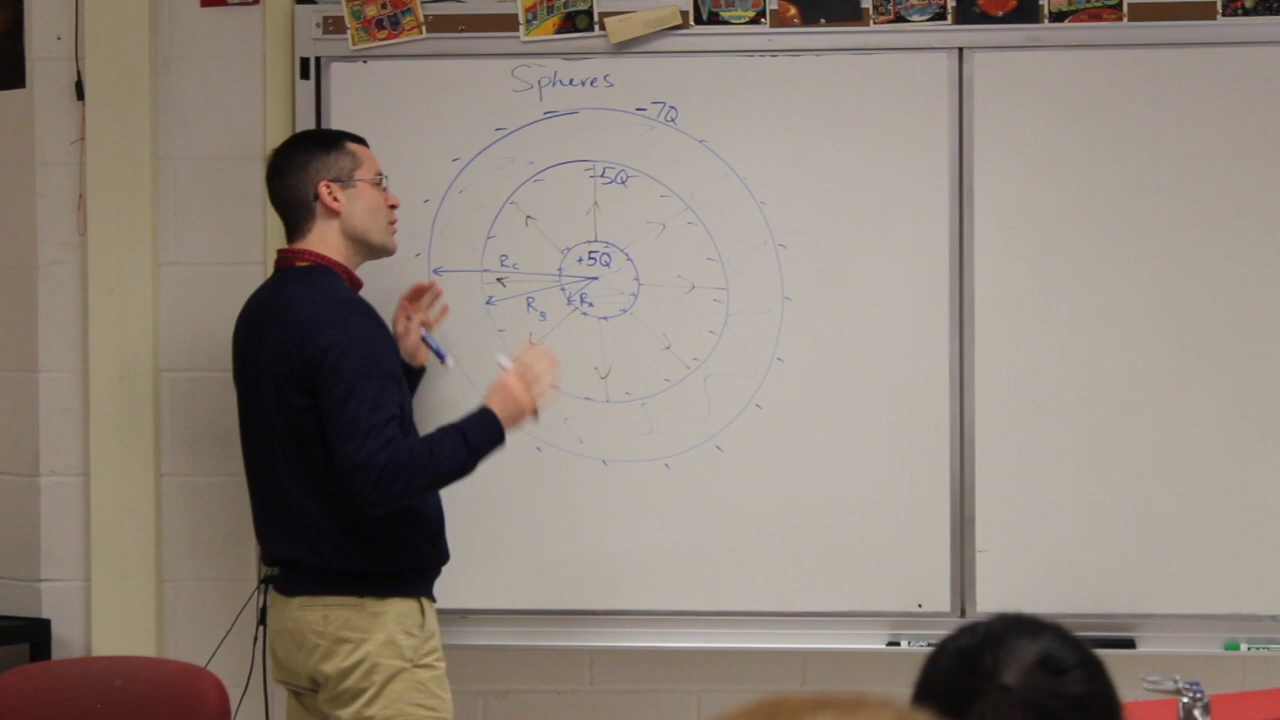 Spheres
-7Q
-5Q
+5Q
Rc
RB
RA